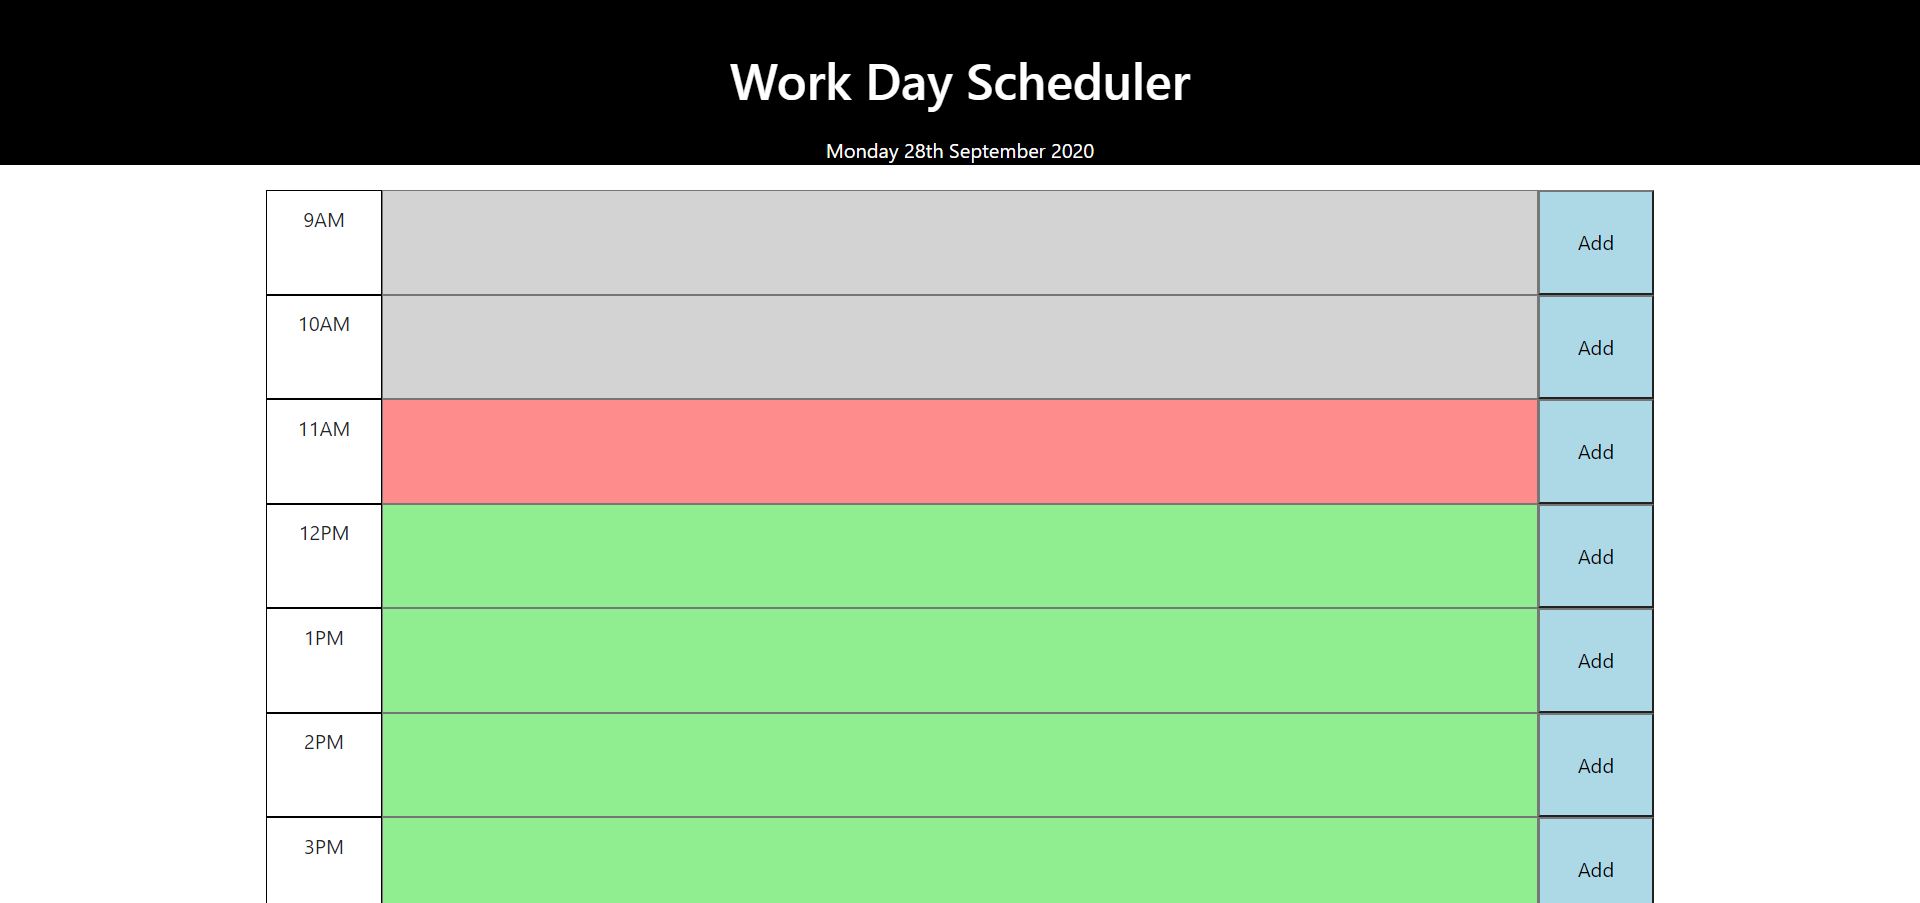 Work Day Scheduler
Monday 28th September 2020
9AM
Add
10AM
Add
11AM
Add
12PM
Add
1PM
Add
2PM
Add
3PM
Add